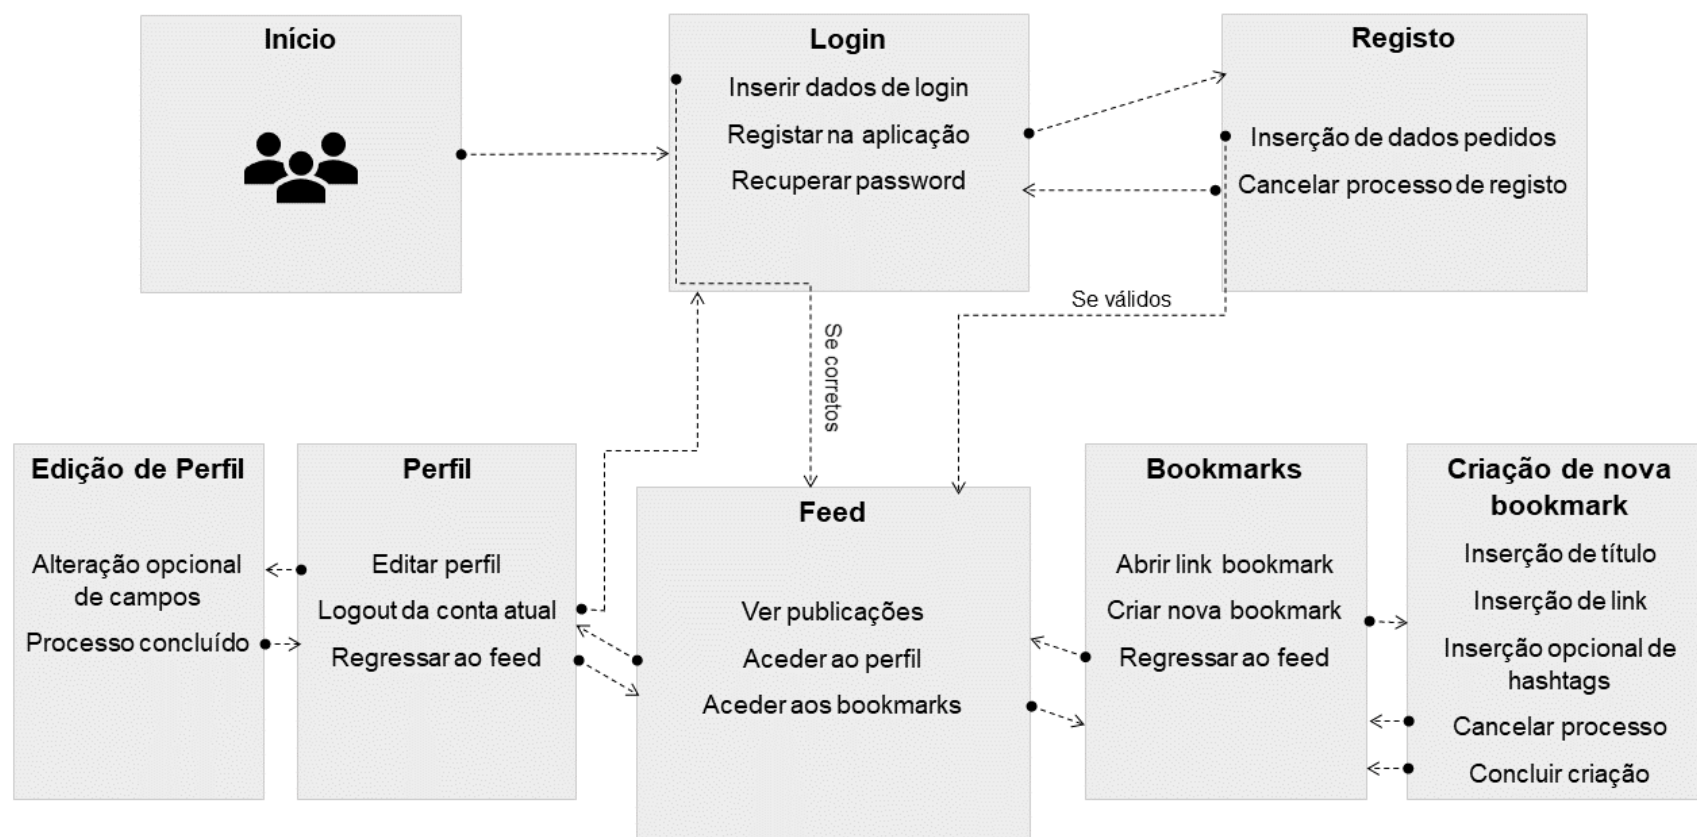 Início
Login
Inserir dados de login
Registar na aplicação
Recuperar password
Registo
Inserção de dados pedidos
Cancelar processo de registo
Se corretos
Se válidos
Edição de Perfil
Alteração opcional
de campos
Processo concluído
Perfil
Editar perfil
Logout da conta atual
Regressar ao feed
Feed
Ver publicações
Aceder ao perfil
Aceder aos bookmarks
Bookmarks
Abrir link bookmark
Criar nova bookmark
Regressar ao feed
Criação de nova
bookmark
Inserção de título
Inserção de link
Inserção opcional de
hashtags
Cancelar processo
Concluir criação